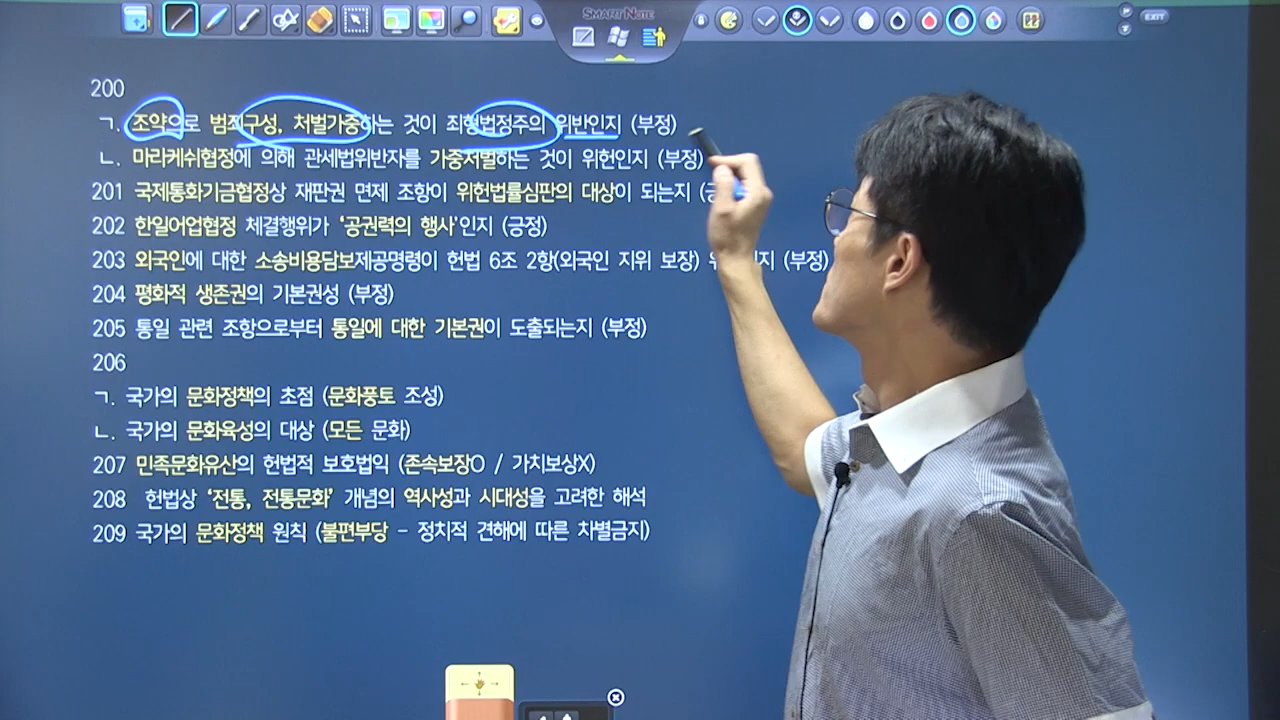 SMARTNOTE
EXIT
200
ㄱ. 조약으로 범죄구성, 처벌가중하는 것이 죄형법정주의 위반인지 (부정)
ㄴ. 마라케쉬협정에 의해 관세법위반자를 가중처벌하는 것이 위헌인지 (부정)
201 국제통화기금협정상 재판권 면제 조항이 위헌법률심판의 대상이 되는지
202 한일어업협정 체결행위가 '공권력의 행사'인지 (긍정)
203 외국인에 대한 소송비용담보제공명령이 헌법 6조 2항(외국인 지위 보장) (부정)
204 평화적 생존권의 기본권성 (부정)
205 통일 관련 조항으로부터 통일에 대한 기본권이 도출되는지 (부정)
206
ㄱ. 국가의 문화정책의 초점 (문화풍토 조성)
ㄴ. 국가의 문화육성의 대상 (모든 문화)
207 민족문화유산의 헌법적 보호법익 (존속보장O / 가치보상X)
208 헌법상 '전통, 전통문화' 개념의 역사성과 시대성을 고려한 해석
209 국가의 문화정책 원칙 (불편부당 - 정치적 견해에 따른 차별금지)